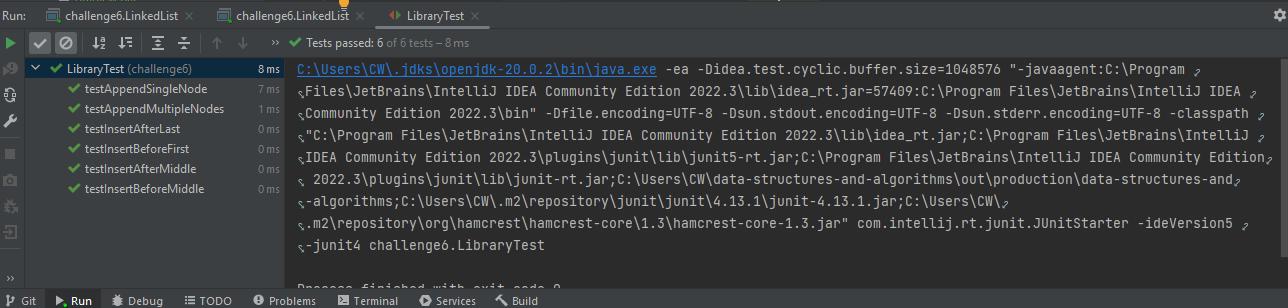 Run: challenge6.LinkedList challenge6.LinkedList LibraryTest
Tests passed: 6 of 6 tests – 8 ms
LibraryTest (challenge6) 8 ms
testAppendSingleNode 7 ms
testAppendMultipleNodes 1 ms
testInsertAfterLast 0 ms
testInsertBeforeFirst 0 ms
testInsertAfterMiddle 0 ms
testInsertBeforeMiddle 0 ms
C:\Users\CW\.jdks\openjdk-20.0.2\bin\java.exe -ea -Didea.test.cyclic.buffer.size=1048576 "-javaagent:C:\Program
Files\JetBrains\IntelliJ IDEA Community Edition 2022.3\lib\idea_rt.jar=57409:C:\Program Files\JetBrains\IntelliJ IDEA
Community Edition 2022.3\bin" -Dfile.encoding=UTF-8 -Dsun.stdout.encoding=UTF-8 -Dsun.stderr.encoding=UTF-8 -classpath
"C:\Program Files\JetBrains\IntelliJ IDEA Community Edition 2022.3\lib\idea_rt.jar;C:\Program Files\JetBrains\IntelliJ
IDEA Community Edition 2022.3\plugins\junit\lib\junit5-rt.jar;C:\Program Files\JetBrains\IntelliJ IDEA Community Edition
2022.3\plugins\junit\lib\junit-rt.jar;C:\Users\CW\data-structures-and-algorithms\out\production\data-structures-and
-algorithms;C:\Users\CW\.m2\repository\junit\junit\4.13.1\junit-4.13.1.jar;C:\Users\CW\
.m2\repository\org\hamcrest\hamcrest-core\1.3\hamcrest-core-1.3.jar" com.intellij.rt.junit.JUnitStarter -ideVersion5
-junit4 challenge6.LibraryTest
Process finished with exit code 0
Git Run Debug TODO Problems Terminal Services Build